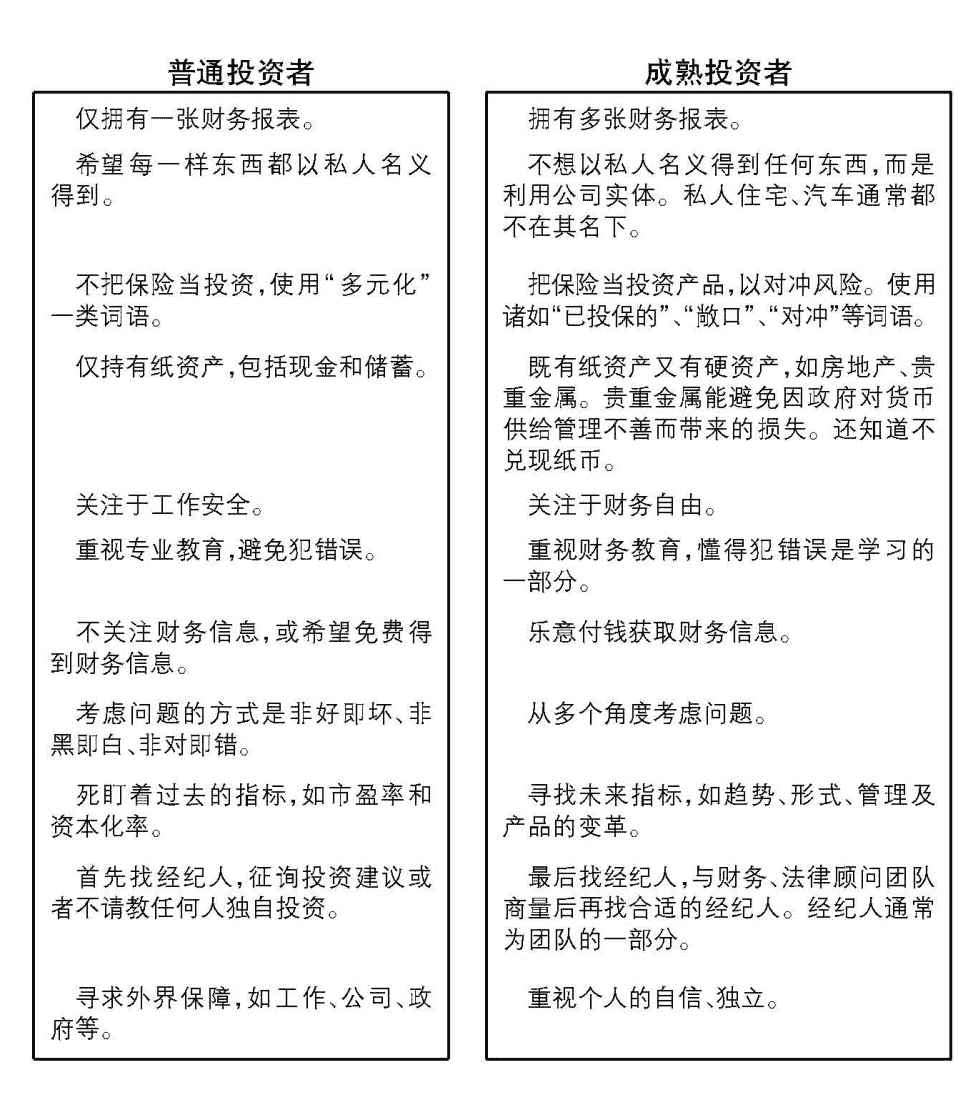 普通投资者
仅拥有一张财务报表。
希望每一样东西都以私人名义
得到。
不把保险当投资,使用“多元化”
一类词语。
仅持有纸资产,包括现金和储蓄。
关注于工作安全。
重视专业教育,避免犯错误。
不关注财务信息,或希望免费得
到财务信息。
考虑问题的方式是非好即坏、非
黑即白、非对即错。
死盯着过去的指标,如市盈率和
资本化率。
首先找经纪人,征询投资建议或
者不请教任何人独自投资。
寻求外界保障,如工作、公司、政
府等。
成熟投资者
拥有多张财务报表。
不想以私人名义得到任何东西,而是
利用公司实体。私人住宅、汽车通常都
不在其名下。
把保险当投资产品,以对冲风险。使用
诸如“已投保的”、“敞口”、“对冲”等词语。
既有纸资产又有硬资产,如房地产、贵
重金属。贵重金属能避免因政府对货币
供给管理不善而带来的损失。还知道不
兑现纸币。
关注于财务自由。
重视财务教育,懂得犯错误是学习的
一部分。
乐意付钱获取财务信息。
从多个角度考虑问题。
寻找未来指标,如趋势、形式、管理及
产品的变革。
最后找经纪人,与财务、法律顾问团队
商量后再找合适的经纪人。经纪人通常
为团队的一部分。
重视个人的自信、独立。